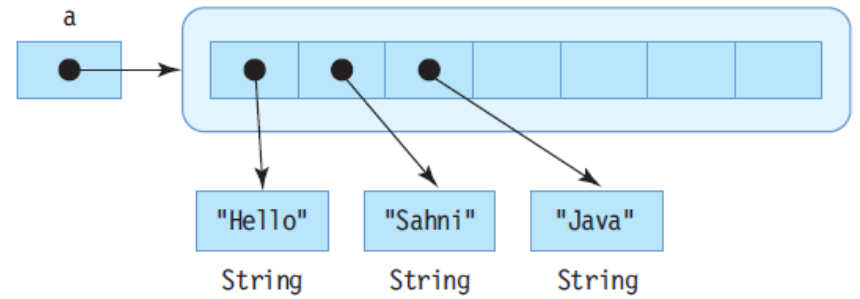 a
"Hello" "Sahni" "Java"
String String String